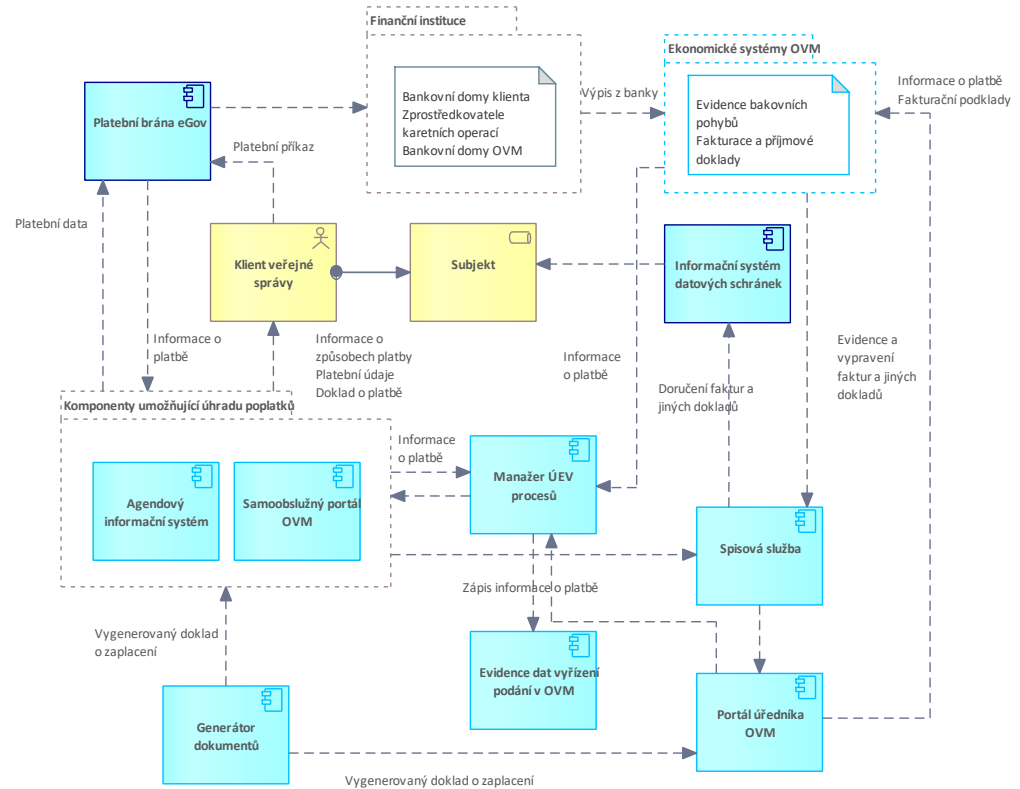 Finanční instituce
Ekonomické systémy OVM
Bankovní domy klienta
Zprostředkovatele
karetních operací
Bankovní domy OVM
Výpis z banky
Evidence bakovních
pohybů
Fakturace a příjmové
doklady
Informace o platbě
Fakturační podklady
Platební brána eGov
Platební příkaz
Platební data
Klient veřejné
správy
Subjekt
Informační systém
datových schránek
Informace o
platbě
Informace o
způsobech platby
Platební údaje
Doklad o platbě
Informace
o platbě
Doručení faktur a
jiných dokladů
Evidence a
vypravení
faktur a jiných
dokladů
Komponenty umožňující úhradu poplatků
Informace
o platbě
Agendový
informační systém
Samoobslužný portál
OVM
Manažer ÚEV
procesů
Spisová služba
Zápis informace o platbě
Vygenerovaný doklad
o zaplacení
Evidence dat vyřízení
podání v OVM
Generátor
dokumentů
Portál úředníka
OVM
Vygenerovaný doklad o zaplacení